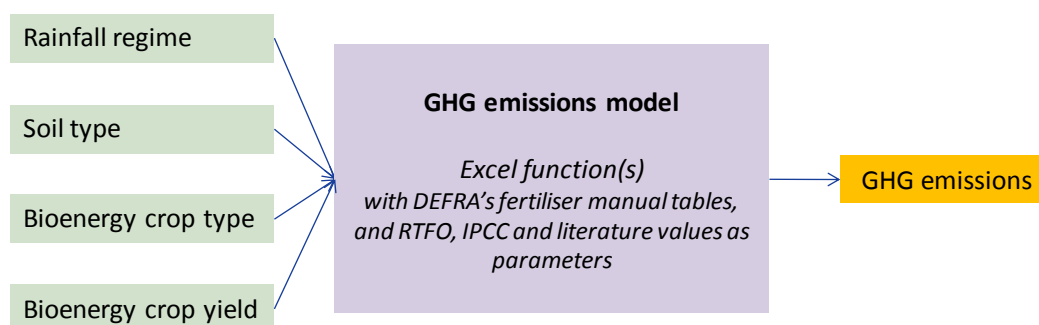 Rainfall regime
Soil type
Bioenergy crop type
Bioenergy crop yield
GHG emissions model
Excel function(s)
with DEFRA's fertiliser manual tables,
and RTFO, IPCC and literature values as
parameters
GHG emissions